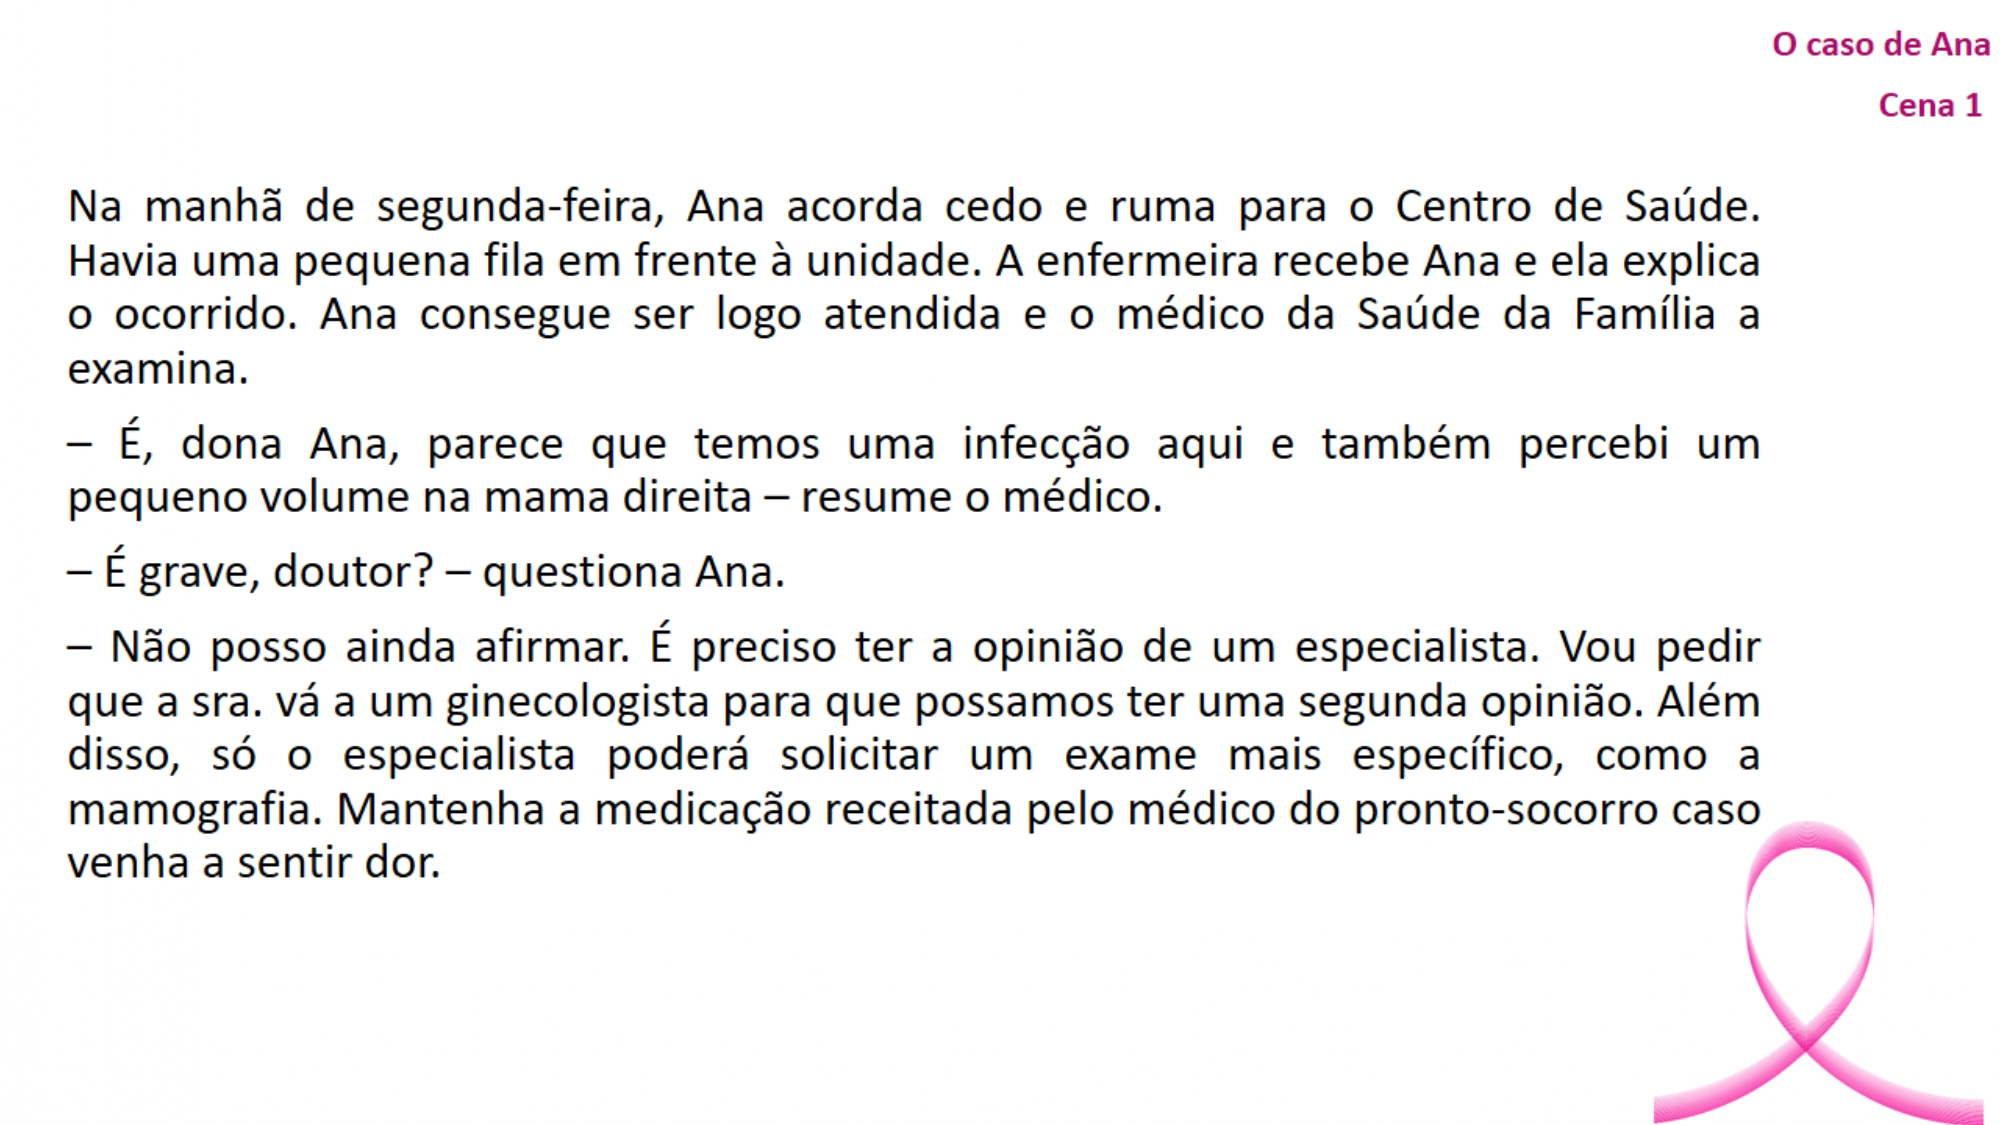 O caso de Ana
Cena 1
Na manhã de segunda-feira, Ana acorda cedo e ruma para o Centro de Saúde.
Havia uma pequena fila em frente à unidade. A enfermeira recebe Ana e ela explica
o ocorrido. Ana consegue ser logo atendida e o médico da Saúde da Família a
examina.
– É, dona Ana, parece que temos uma infecção aqui e também percebi um
pequeno volume na mama direita – resume o médico.
– É grave, doutor? – questiona Ana.
– Não posso ainda afirmar. É preciso ter a opinião de um especialista. Vou pedir
que a sra. vá a um ginecologista para que possamos ter uma segunda opinião. Além
disso, só o especialista poderá solicitar um exame mais específico, como a
mamografia. Mantenha a medicação receitada pelo médico do pronto-socorro caso
venha a sentir dor.